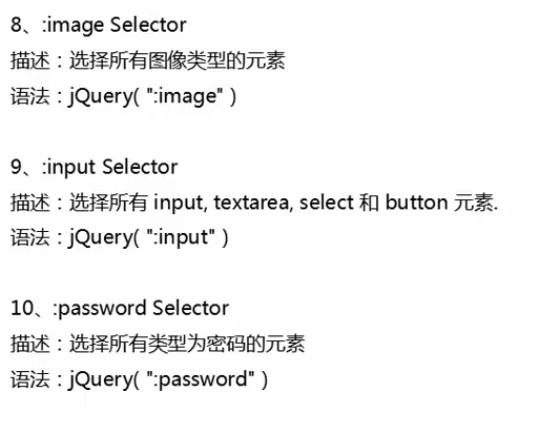 8、:image Selector
描述：选择所有图像类型的元素
语法：jQuery( ":image" )
9、:input Selector
描述：选择所有 input, textarea, select 和 button 元素.
语法：jQuery( ":input" )
10、:password Selector
描述：选择所有类型为密码的元素
语法：jQuery( ":password" )